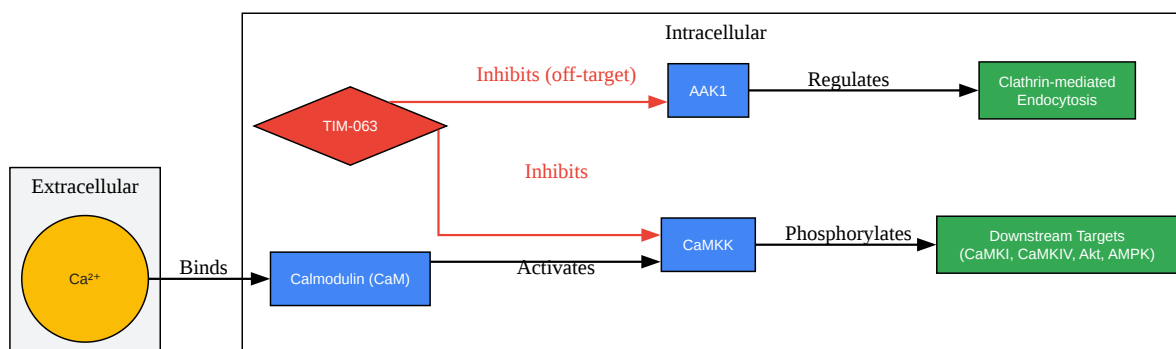 Intracellular
Inhibits (off-target)
AAK1
Regulates
Clathrin-mediated
Endocytosis
TIM-063
Inhibits
Extracellular
Ca²⁺
Binds
Calmodulin (CaM)
Activates
CaMKK
Phosphorylates
Downstream Targets
(CaMKI, CaMKIV, Akt, AMPK)